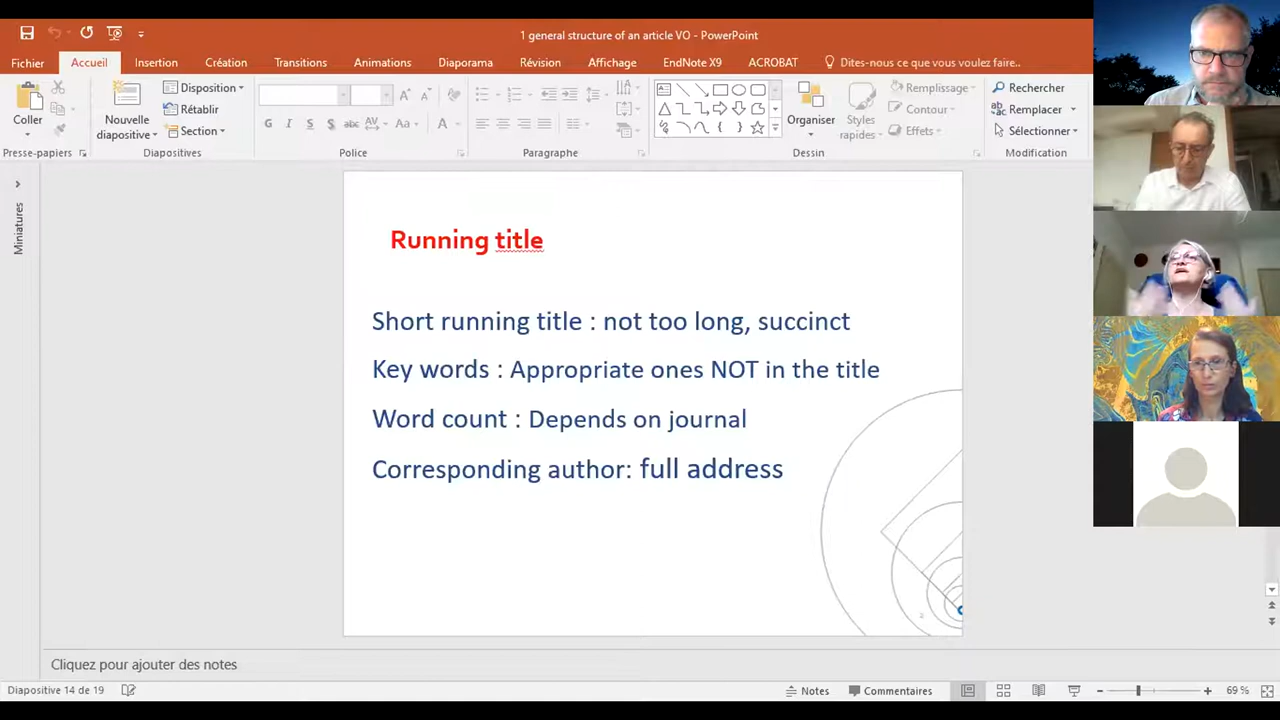 1 general structure of an article VO - PowerPoint
Fichier
Accueil
Insertion
Création
Transitions
Animations
Diaporama
Révision
Affichage
EndNote X9
ACROBAT
Dites-nous ce que vous voulez faire..
Coller
Presse-papiers
Nouvelle
diapositive
Disposition
Rétablir
Section
Diapositives
G I S S abc AV Aa A
Police
Paragraphe
Organiser
Styles
rapides
Remplissage
Contour
Effets
Dessin
Rechercher
Remplacer
Sélectionner
Modification
Miniatures
Running title
Short running title : not too long, succinct
Key words : Appropriate ones NOT in the title
Word count : Depends on journal
Corresponding author: full address
Cliquez pour ajouter des notes
Diapositive 14 de 19
Notes
Commentaires
69 %